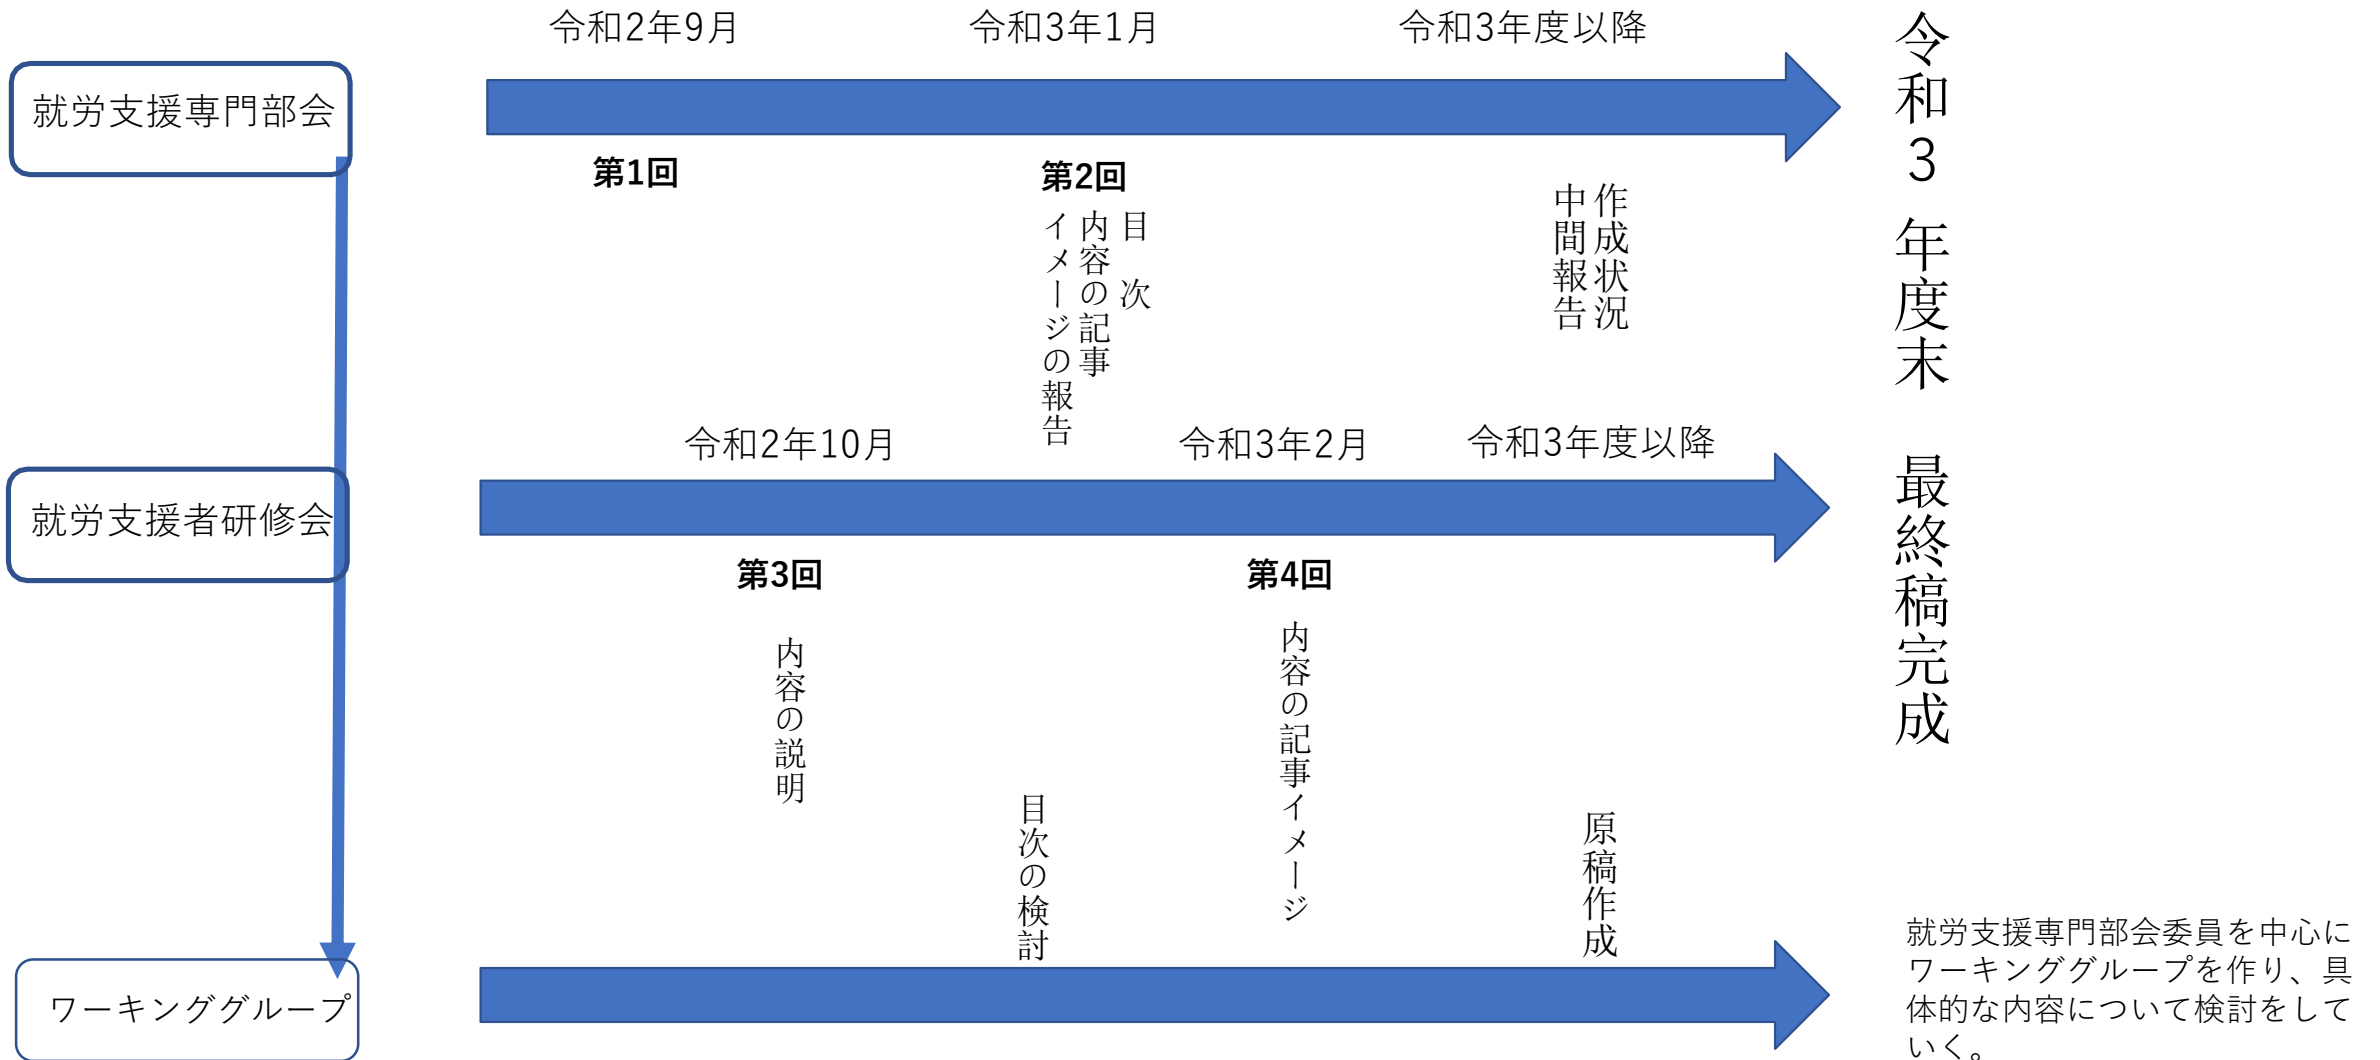 令和2年9月
令和3年1月
令和3年度以降
就労支援専門部会
第1回
第2回
目　次
内容の記事
イメージの報告
作成状況
中間報告
令和2年10月
令和3年2月
令和3年度以降
就労支援者研修会
第3回
第4回
内容の説明
目次の検討
内容の記事イメージ
原稿作成
ワーキンググループ
令和３年度末　最終稿完成
就労支援専門部会委員を中心に
ワーキンググループを作り、具
体的な内容について検討をして
いく。